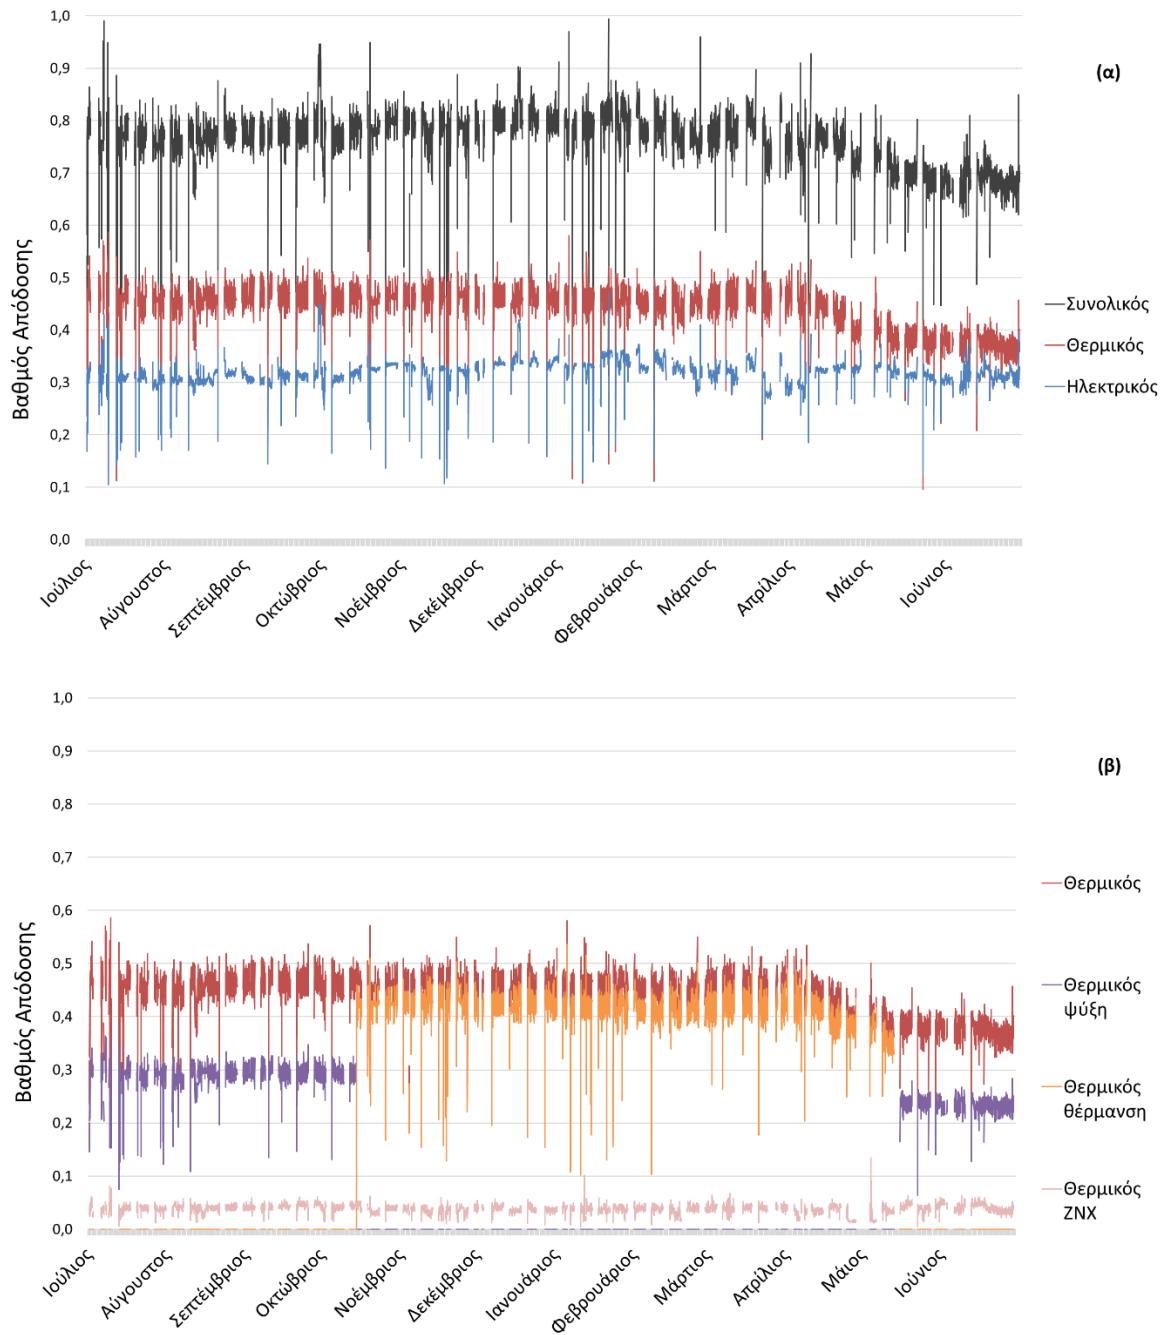 1,0
0,9
(α)
0,8
0,7
0,6
0,5
0,4
0,3
0,2
0,1
0,0
Βαθμός Απόδοσης
Συνολικός
Θερμικός
Ηλεκτρικός
Ιούλιος
Αύγουστος
Σεπτέμβριος
Οκτώβριος
Νοέμβριος
Δεκέμβριος
Ιανουάριος
Φεβρουάριος
Μάρτιος
Απρίλιος
Μάιος
Ιούνιος
1,0
0,9
(β)
0,8
0,7
0,6
0,5
0,4
0,3
0,2
0,1
0,0
Βαθμός Απόδοσης
Θερμικός
Θερμικός
ψύξη
Θερμικός
θέρμανση
Θερμικός
ΖΝΧ
Ιούλιος
Αύγουστος
Σεπτέμβριος
Οκτώβριος
Νοέμβριος
Δεκέμβριος
Ιανουάριος
Φεβρουάριος
Μάρτιος
Απρίλιος
Μάιος
Ιούνιος